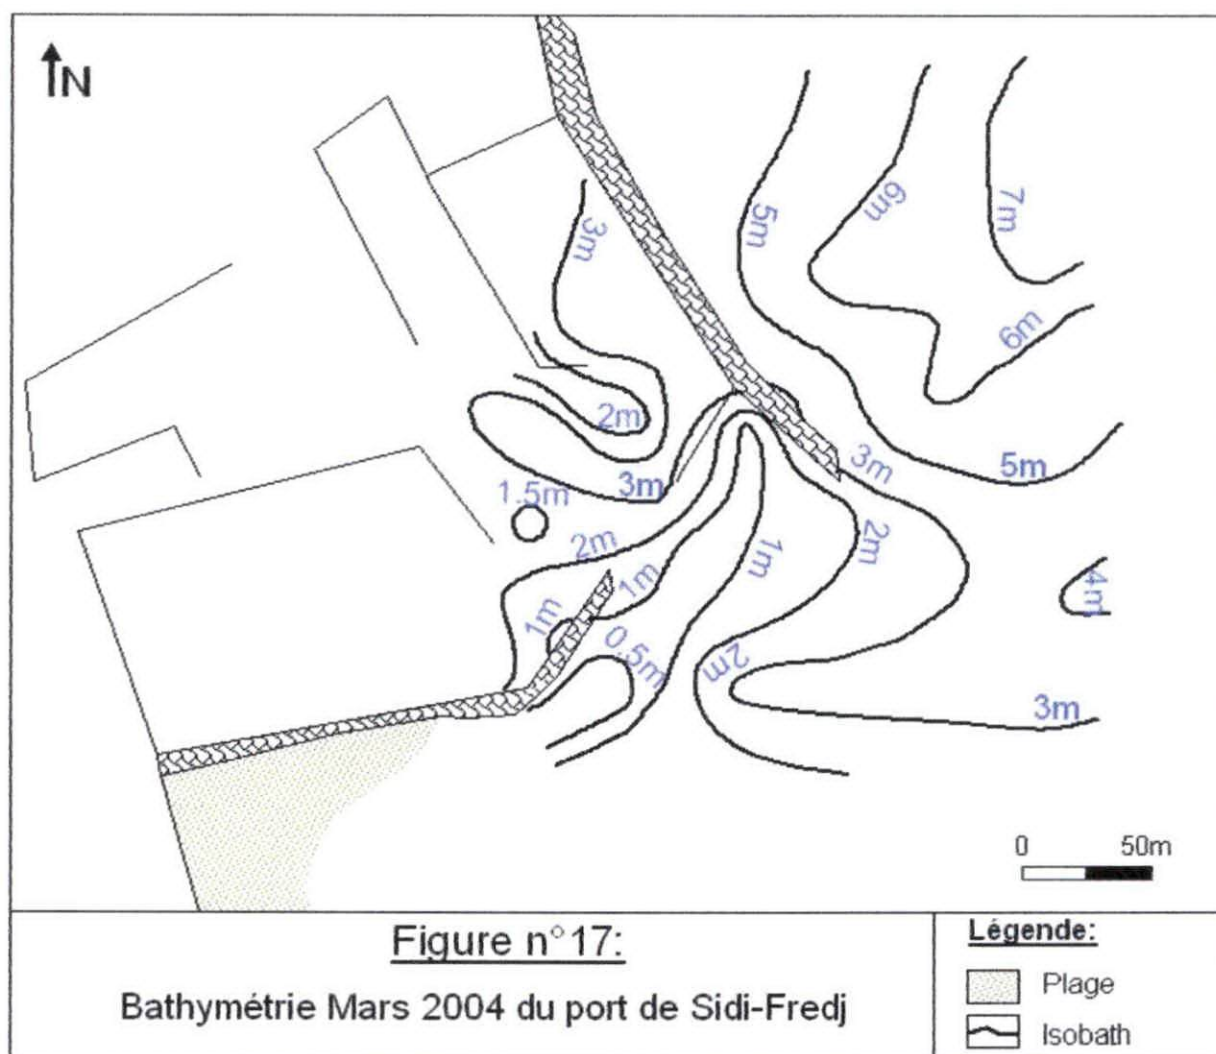 N
3m
5m
6m
7m
6m
2m
3m
3m
5m
1.5m
2m
1m
1m
1m
2m
4m
0.5m
2m
3m
0 50m
Figure n°17:
Bathymétrie Mars 2004 du port de Sidi-Fredj
Légende:
Plage
Isobath